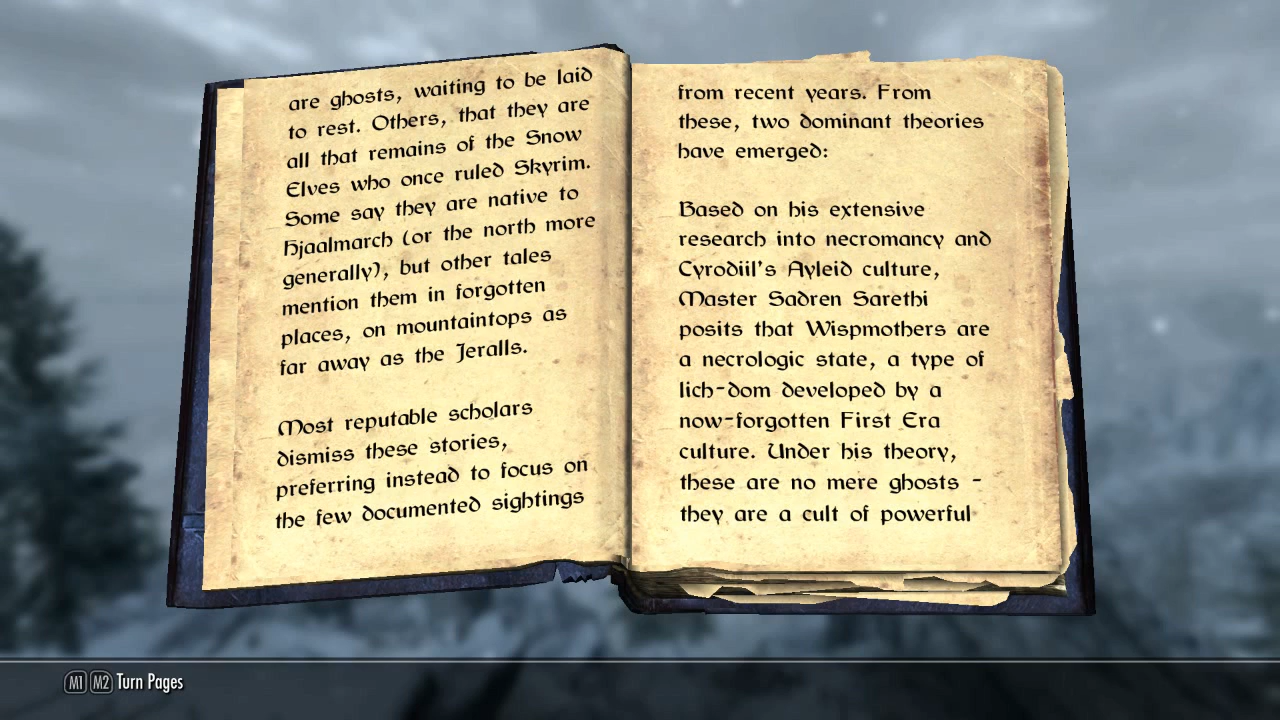 are ghosts, waiting to be laid
to rest. Others, that they are
all that remains of the Snow
Elves who once ruled Skyrim.
Some say they are native to
Hjaalmarch (or the north more
generally), but other tales
mention them in forgotten
places, on mountaintops as
far away as the Jeralls.
Most reputable scholars
dismiss these stories,
preferring instead to focus on
the few documented sightings
from recent years. From
these, two dominant theories
have emerged:
Based on his extensive
research into necromancy and
Cyrodiil's Ayleid culture,
Master Sadren Sarethi
posits that Wispmothers are
a necrologic state, a type of
lich-dom developed by a
now-forgotten First Era
culture. Under his theory,
these are no mere ghosts -
they are a cult of powerful
M1 M2 Turn Pages